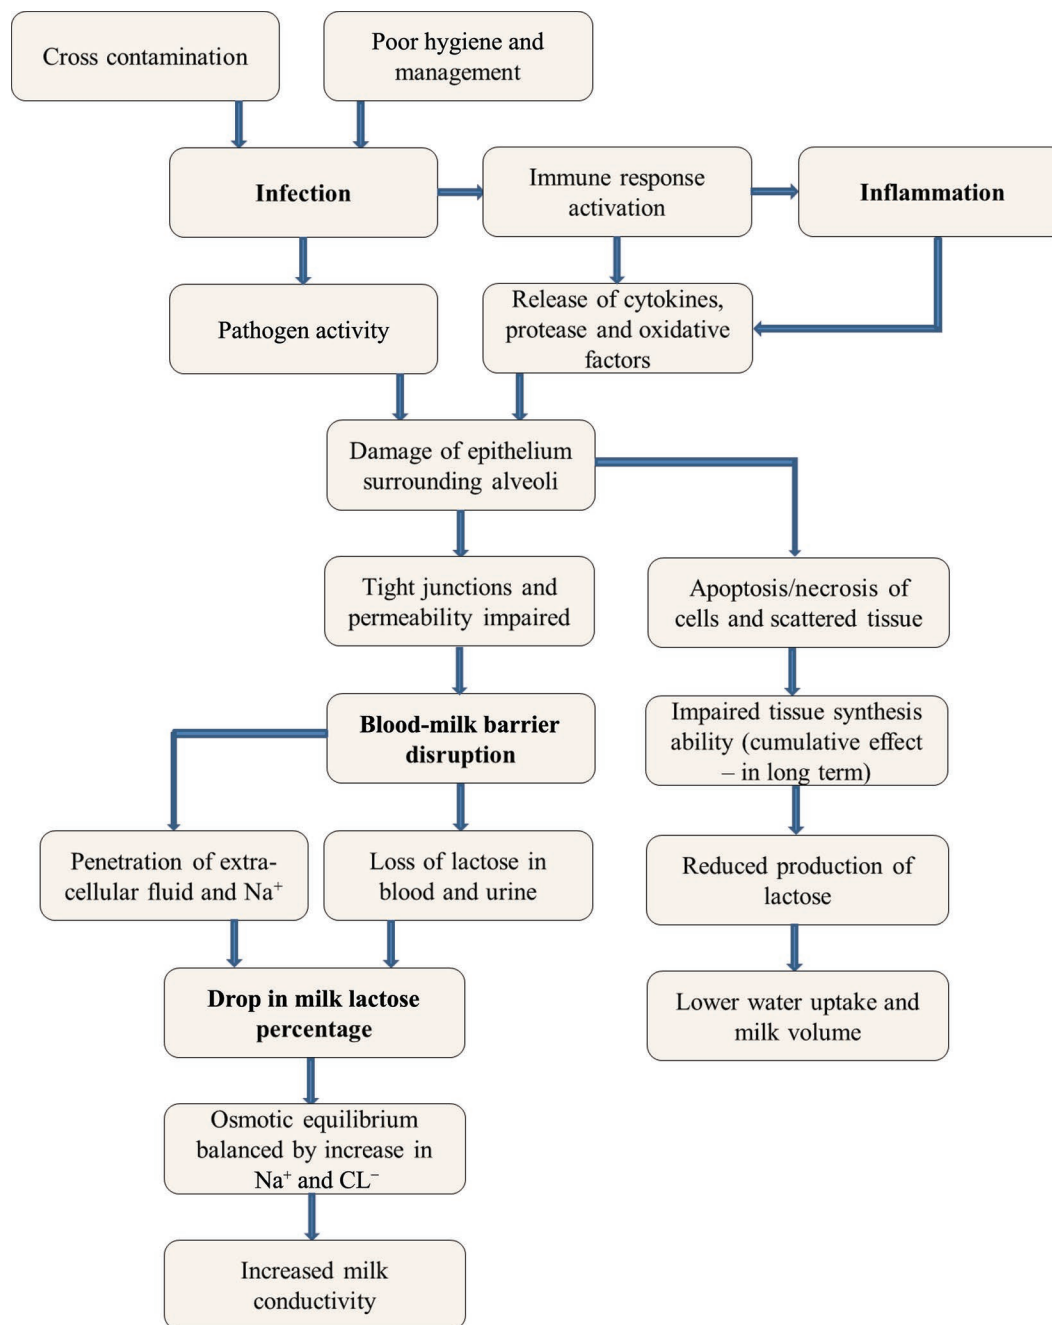 Cross contamination
Poor hygiene and
management
Infection
Immune response
activation
Inflammation
Pathogen activity
Release of cytokines,
protease and oxidative
factors
Damage of epithelium
surrounding alveoli
Tight junctions and
permeability impaired
Apoptosis/necrosis of
cells and scattered tissue
Blood-milk barrier
disruption
Impaired tissue synthesis
ability (cumulative effect
– in long term)
Penetration of extra-
cellular fluid and Na⁺
Loss of lactose in
blood and urine
Reduced production of
lactose
Drop in milk lactose
percentage
Lower water uptake and
milk volume
Osmotic equilibrium
balanced by increase in
Na⁺ and CL⁻
Increased milk
conductivity